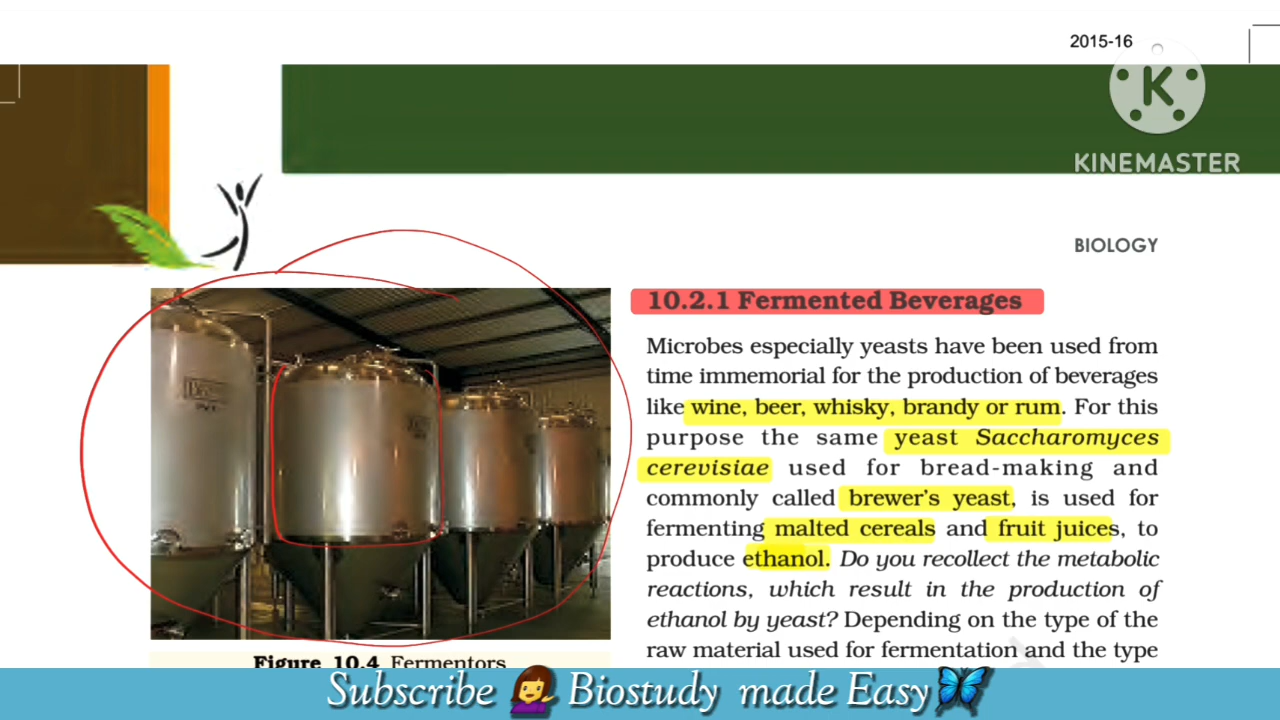 2015-16
K
KINEMASTER
BIOLOGY
10.2.1 Fermented Beverages
Microbes especially yeasts have been used from
time immemorial for the production of beverages
like wine, beer, whisky, brandy or rum. For this
purpose the same yeast Saccharomyces
cerevisiae used for bread-making and
commonly called brewer's yeast, is used for
fermenting malted cereals and fruit juices, to
produce ethanol. Do you recollect the metabolic
reactions, which result in the production of
ethanol by yeast? Depending on the type of the
raw material used for fermentation and the type
Figure 10.4 Fermentors
Subscribe 💁‍♀️ Biostudy made Easy🦋